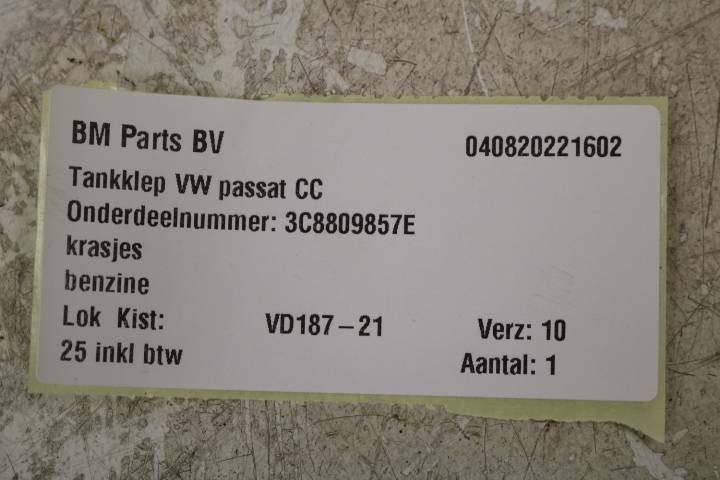 BM Parts BV 040820221602
Tankklep VW passat CC
Onderdeelnummer: 3C8809857E
krasjes
benzine
Lok Kist: VD187-21 Verz: 10
25 inkl btw Aantal: 1